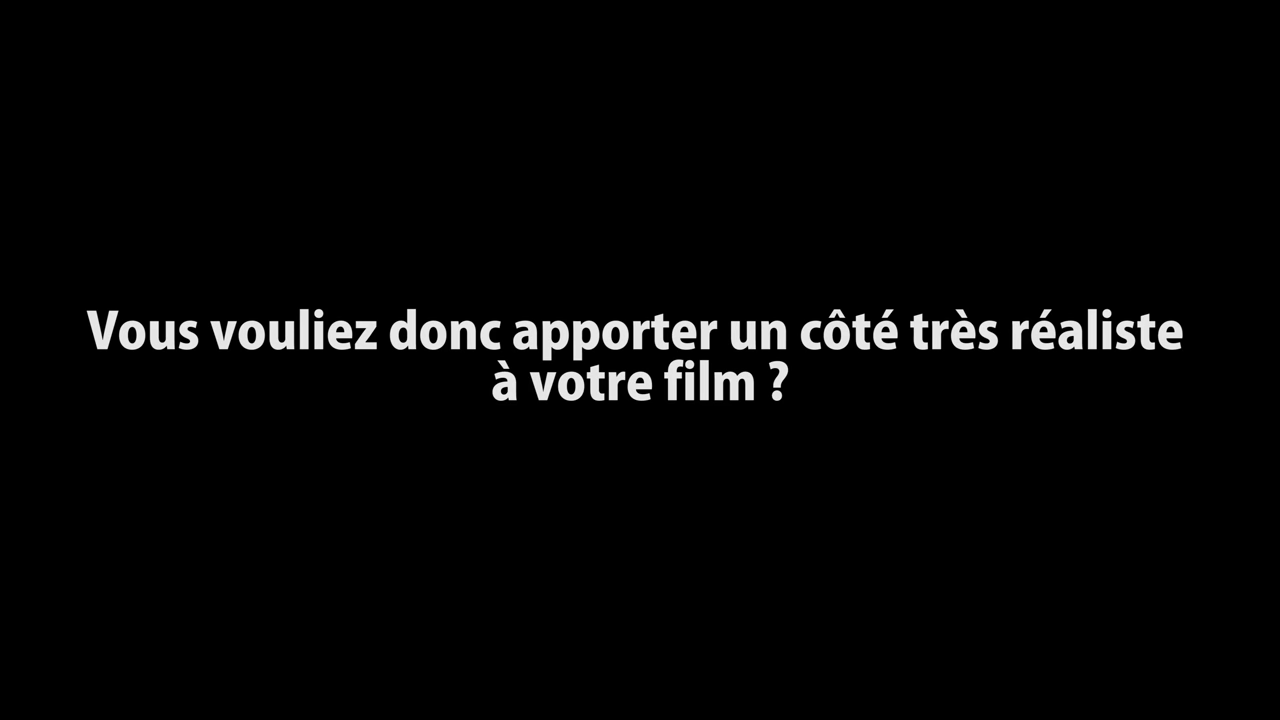 Vous vouliez donc apporter un côté très réaliste
à votre film ?